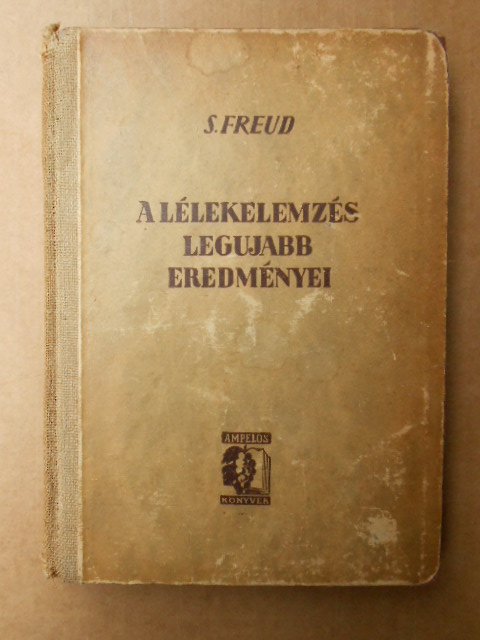 S. FREUD
A LÉLEKELEMZÉS
LEGUJABB
EREDMÉNYEI
AMPELOS
KÖNYVEK